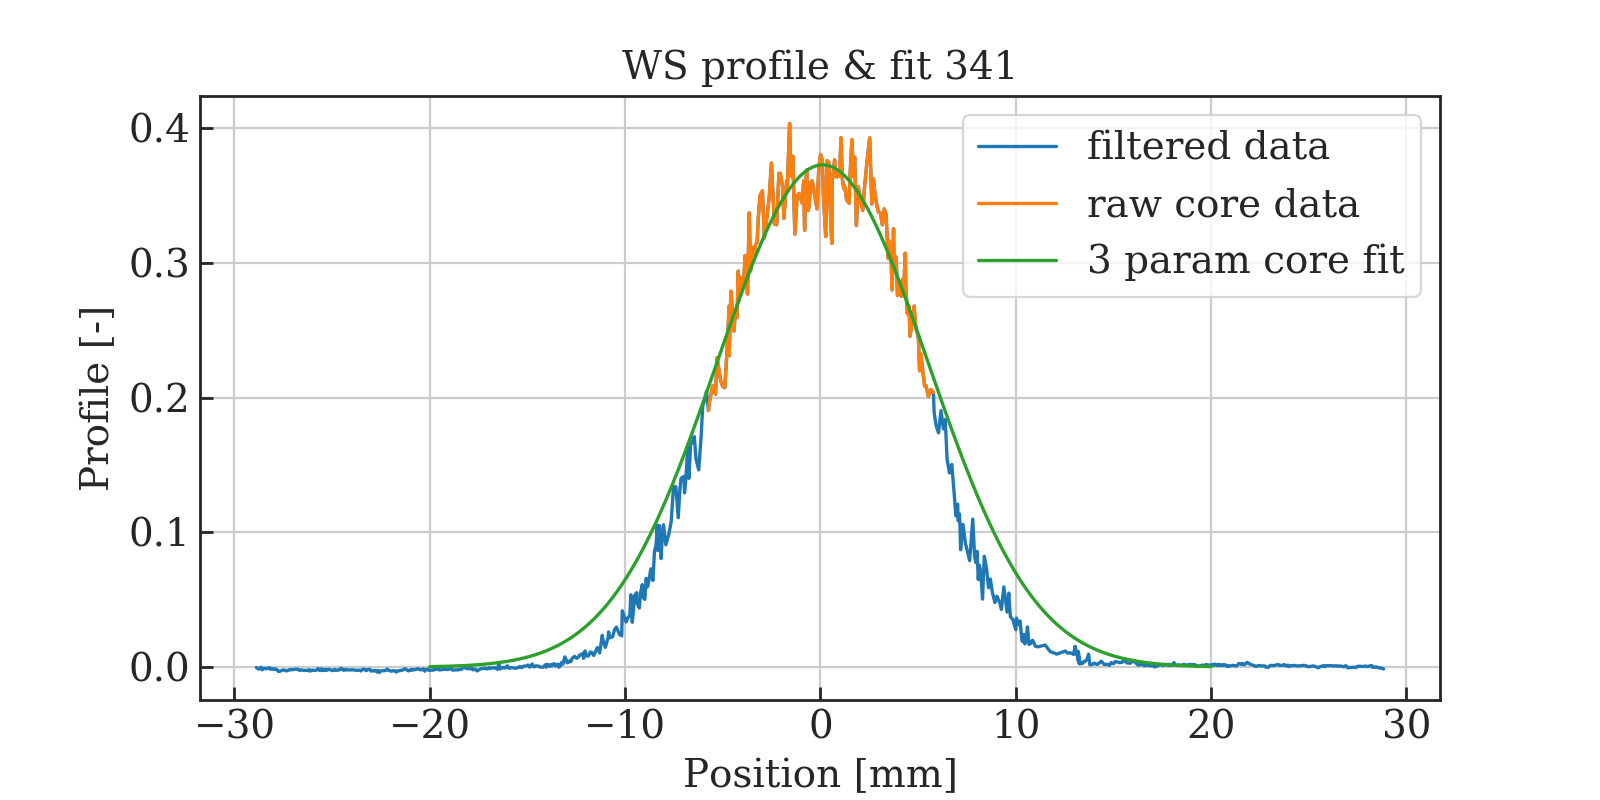 WS profile & fit 341
filtered data
raw core data
3 param core fit
0.4
0.3
0.2
0.1
0.0
Profile [-]
−30 −20 −10 0 10 20 30
Position [mm]